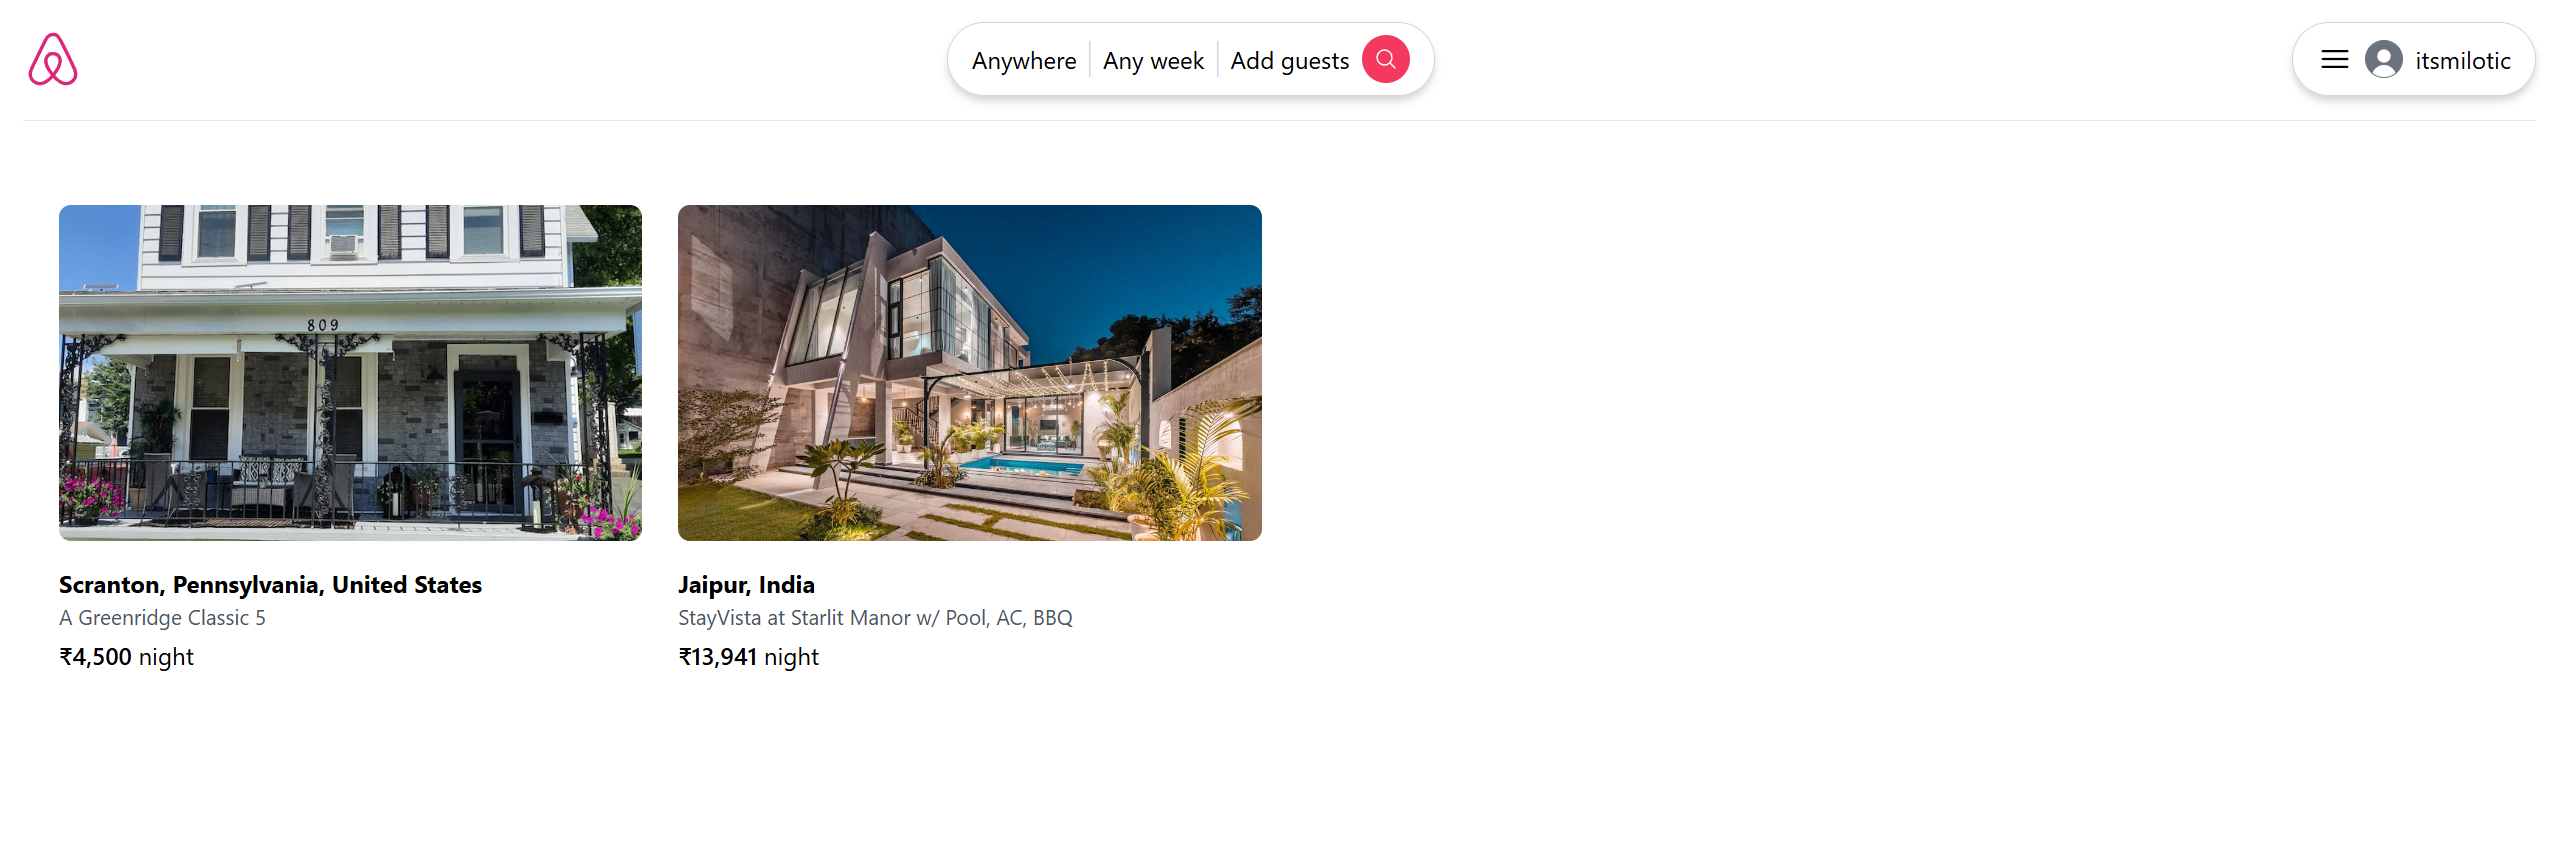 Anywhere Any week Add guests
itsmilotic
809
Scranton, Pennsylvania, United States
A Greenridge Classic 5
₹4,500 night
Jaipur, India
StayVista at Starlit Manor w/ Pool, AC, BBQ
₹13,941 night